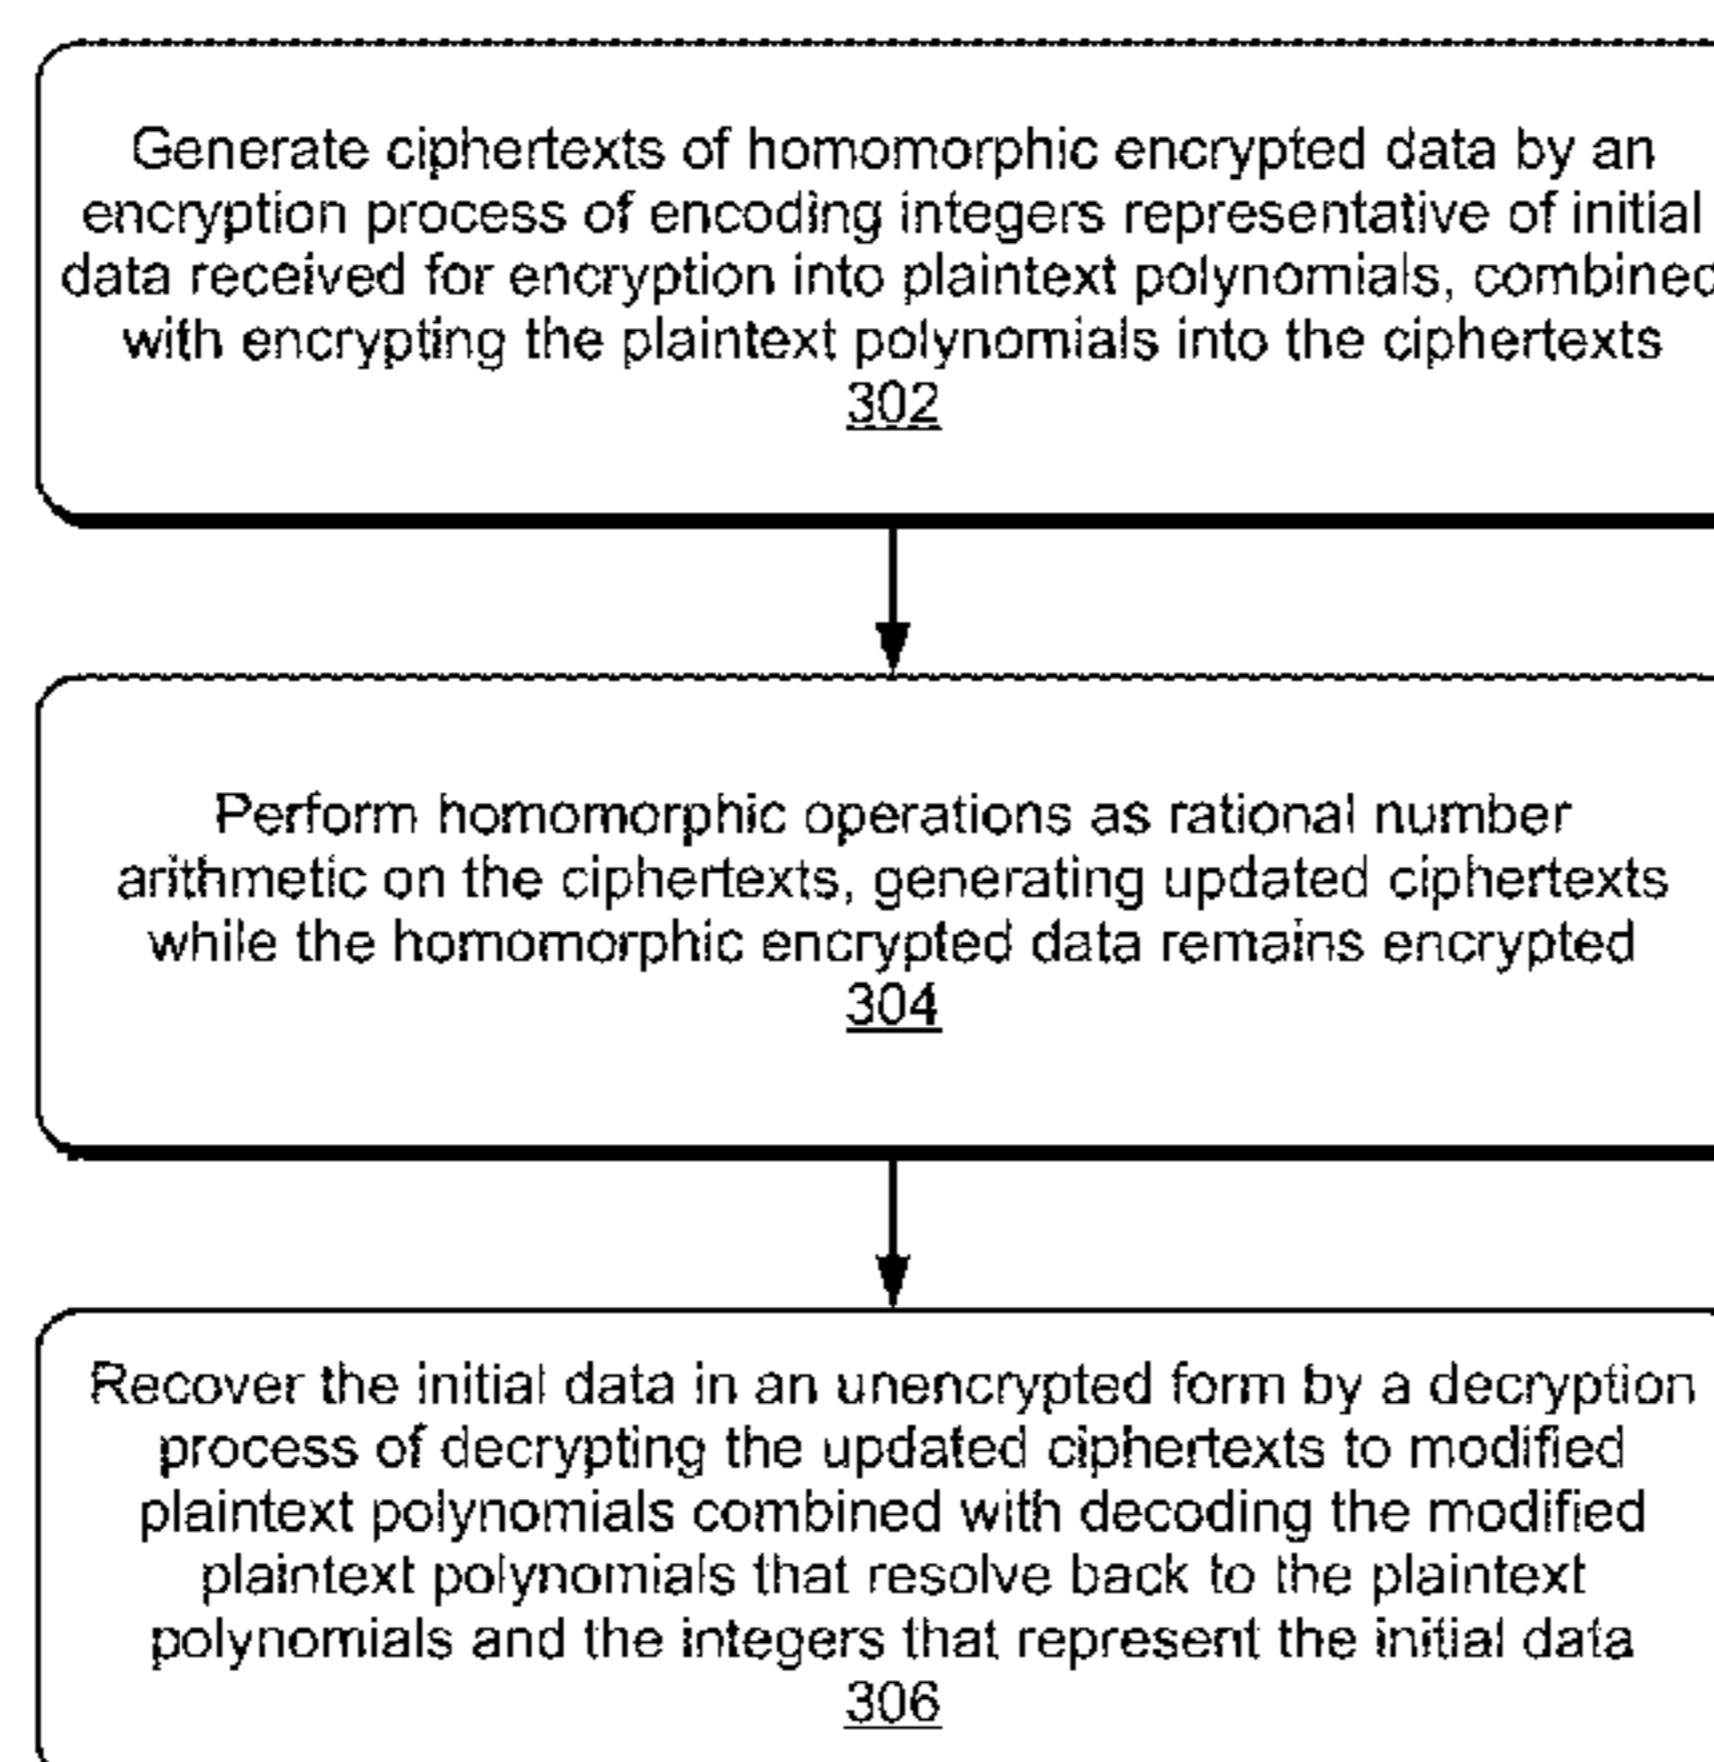 Generate ciphertexts of homomorphic encrypted data by an
encryption process of encoding integers representative of initial
data received for encryption into plaintext polynomials, combined
with encrypting the plaintext polynomials into the ciphertexts
302
Perform homomorphic operations as rational number
arithmetic on the ciphertexts, generating updated ciphertexts
while the homomorphic encrypted data remains encrypted
304
Recover the initial data in an unencrypted form by a decryption
process of decrypting the updated ciphertexts to modified
plaintext polynomials combined with decoding the modified
plaintext polynomials that resolve back to the plaintext
polynomials and the integers that represent the initial data
306